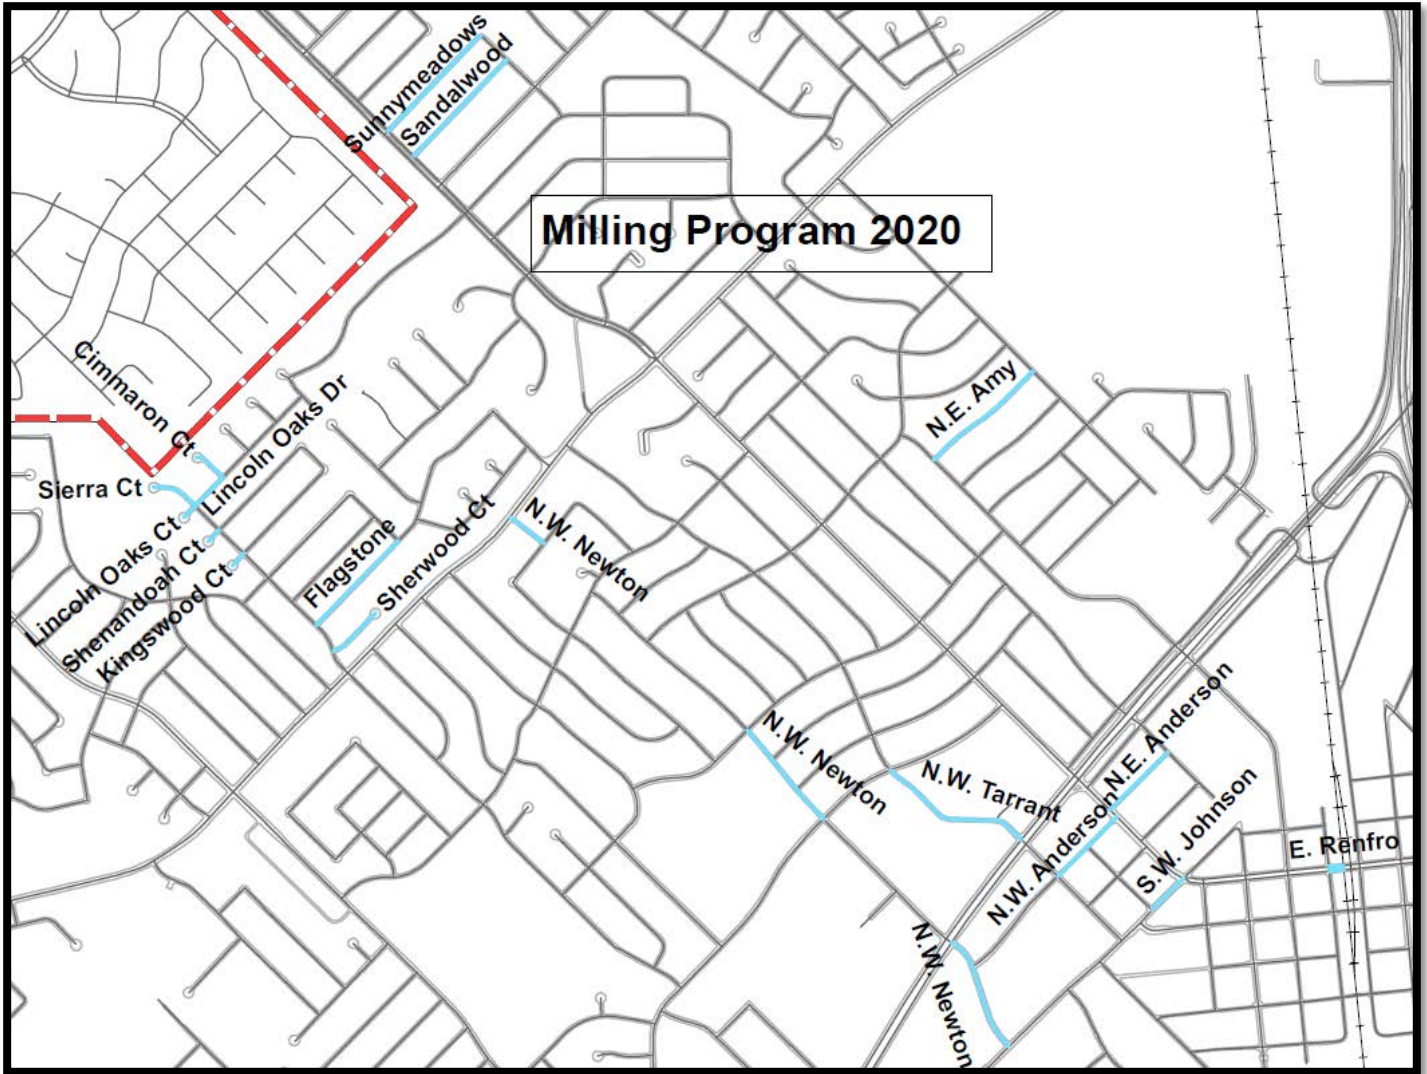 Sunnymeadows
Sandalwood
Milling Program 2020
Cimmaron Ct
Lincoln Oaks Dr
N.E. Amy
Sierra Ct
Lincoln Oaks Ct
Shenandoah Ct
Kingswood Ct
Flagstone
Sherwood Ct
N.W. Newton
N.W. Newton
N.W. Tarrant
N.E. Anderson
N.W. Anderson
S.W. Johnson
E. Renfro
N.W. Newton